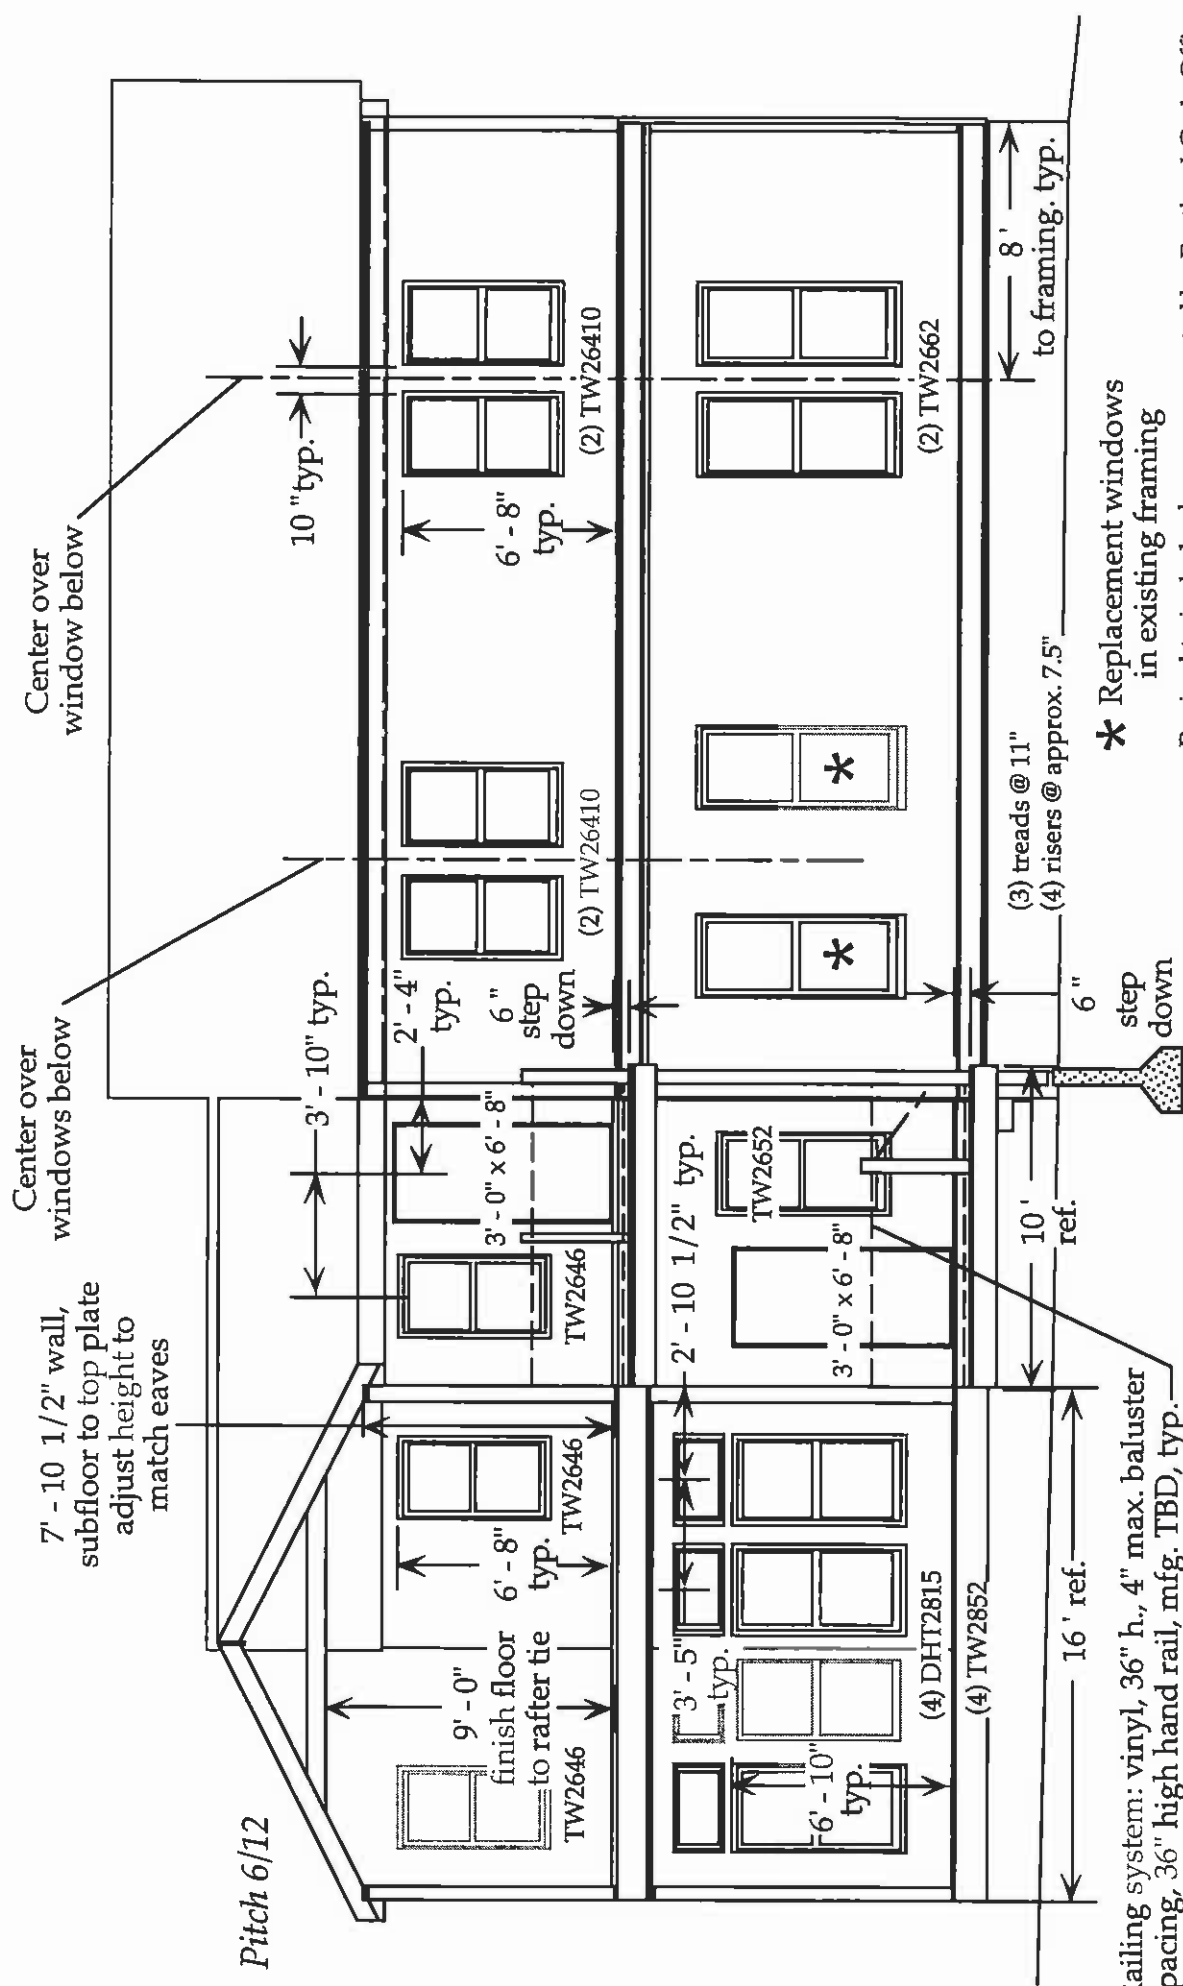 Center over
window below
Center over
windows below
7' - 10 1/2" wall,
subfloor to top plate
adjust height to
match eaves
Pitch 6/12
10 "typ.
3' - 10" typ.
2' - 4"
typ.
6 "
step
down
6' - 8"
typ.
(2) TW26410
(2) TW26410
3' - 0" x 6' - 8"
TW2646
TW2646
6' - 8"
typ.
9' - 0"
finish floor
to rafter tie
TW2646
(2) TW2662
*
*
TW2652
2' - 10 1/2" typ.
3' - 0" x 6' - 8"
3' - 5"
typ.
6' - 10"
typ.
(4) DHT2815
(4) TW2852
8 '
to framing. typ.
(3) treads @ 11"
(4) risers @ approx. 7.5"
6 "
step
down
10 '
ref.
16 ' ref.
* Replacement windows
in existing framing
ailing system: vinyl, 36" h., 4" max. baluster
pacing, 36" high hand rail, mfg. TBD, typ.